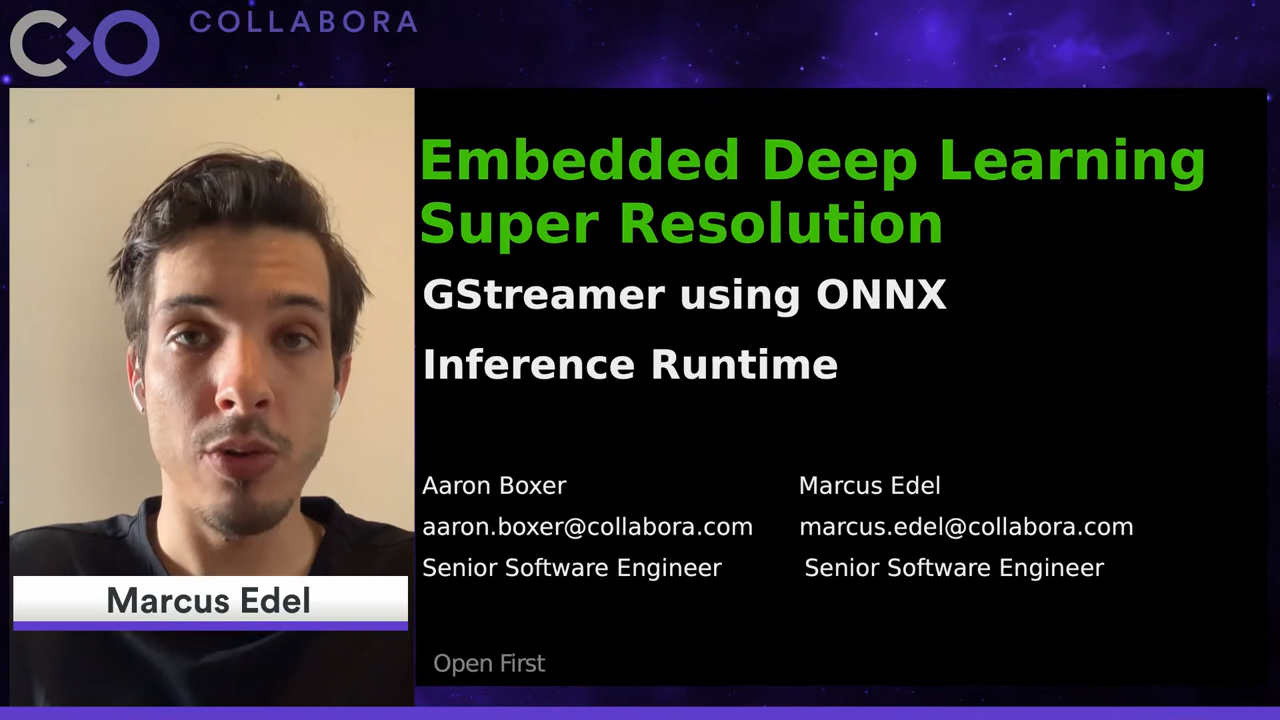 COLLABORA
Embedded Deep Learning
Super Resolution
GStreamer using ONNX
Inference Runtime
Aaron Boxer
aaron.boxer@collabora.com
Senior Software Engineer
Marcus Edel
marcus.edel@collabora.com
Senior Software Engineer
Marcus Edel
Open First